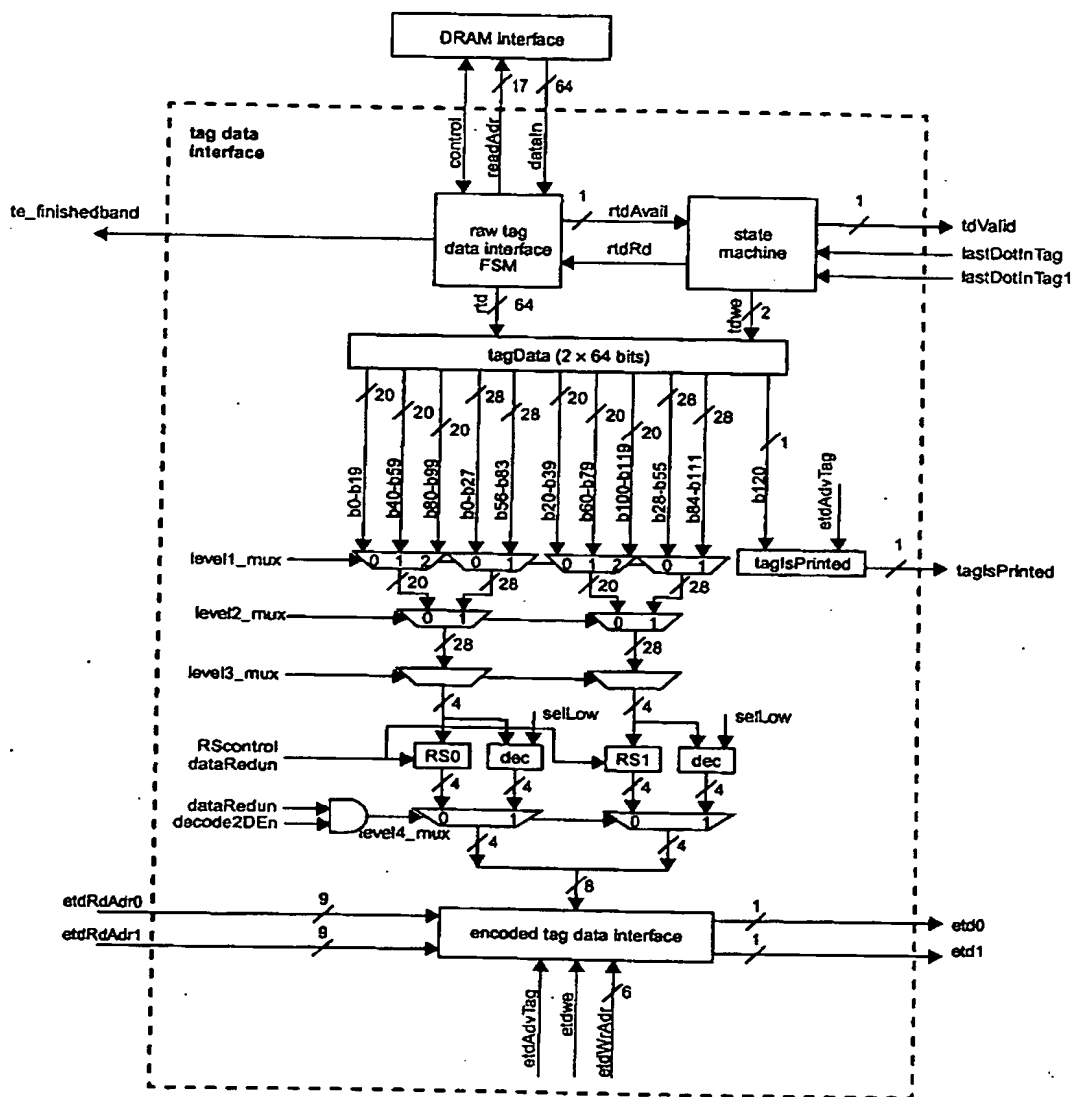 DRAM interface
17
64
tag data
interface
control
readAdr
dataIn
te_finishedband
raw tag
data interface
FSM
1
rtdAvail
rtdRd
state
machine
1
tdValid
lastDotInTag
lastDotInTag1
rtd
64
tdwe
2
tagData (2 × 64 bits)
20
20
20
28
28
20
20
20
28
28
1
b0-b19
b40-b59
b80-b99
b0-b27
b56-b83
b20-b39
b60-b79
b100-b119
b28-b55
b84-b111
b120
etdAdvTag
level1_mux
0 1 2
0 1
0 1 2
0 1
tagIsPrinted
1
tagIsPrinted
20
28
20
28
level2_mux
0 1
0 1
28
28
level3_mux
4
4
selLow
selLow
RScontrol
dataRedun
RS0
dec
RS1
dec
4
4
4
4
dataRedun
decode2DEn
level4_mux
0 1
0 1
4
4
8
etdRdAdr0
9
etdRdAdr1
9
encoded tag data interface
1
etd0
1
etd1
6
etdAdvTag
etdwe
etdWrAdr